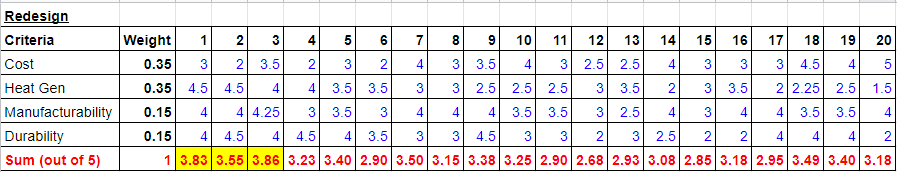 Redesign
Criteria Weight 1 2 3 4 5 6 7 8 9 10 11 12 13 14 15 16 17 18 19 20
Cost 0.35 3 2 3.5 2 3 2 4 3 3.5 4 3 2.5 2.5 4 3 3 3 4.5 4 5
Heat Gen 0.35 4.5 4.5 4 4 3.5 3.5 3 3 2.5 2.5 2.5 3 3.5 2 3 3.5 2 2.25 2.5 1.5
Manufacturability 0.15 4 4 4.25 3 3.5 3 4 4 4 3.5 3.5 3 2.5 4 3 4 4 3.5 3.5 4
Durability 0.15 4 4.5 4 4.5 4 3.5 3 3 4.5 3 3 2 3 2.5 2 2 4 4 4 2
Sum (out of 5) 1 3.83 3.55 3.86 3.23 3.40 2.90 3.50 3.15 3.38 3.25 2.90 2.68 2.93 3.08 2.85 3.18 2.95 3.49 3.40 3.18